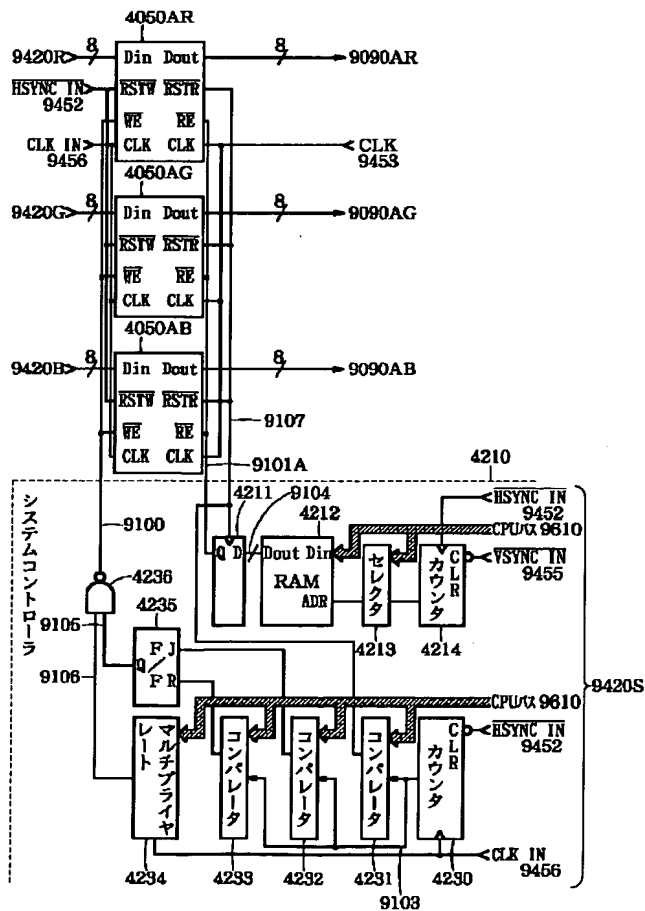 4050AR
9420R 8 Din Dout 8 9090AR
HSYNC IN RSTW RSTR
9452
WE RE
CLK IN CLK CLK CLK
9456 9453
4050AG
9420G 8 Din Dout 8 9090AG
RSTW RSTR
WE RE
CLK CLK
4050AB
9420B 8 Din Dout 8 9090AB
RSTW RSTR
9107
WE RE
CLK CLK
9101A
4210
4211 9104 4212
HSYNC IN
9452
CPUバス 9610
システムコントローラ
9100
Q D
Dout Din
RAM
ADR
セレクタ
カウンタ
CLR
VSYNC IN
9455
4236
4235
4213 4214
9105
9106
Q F/F J R
9420S
CPUバス 9610
マルチプライヤ
レート
コンパレータ
コンパレータ
コンパレータ
カウンタ
CLR
HSYNC IN
9452
CLK IN
9456
4234 4233 4232 4231 4230
9103